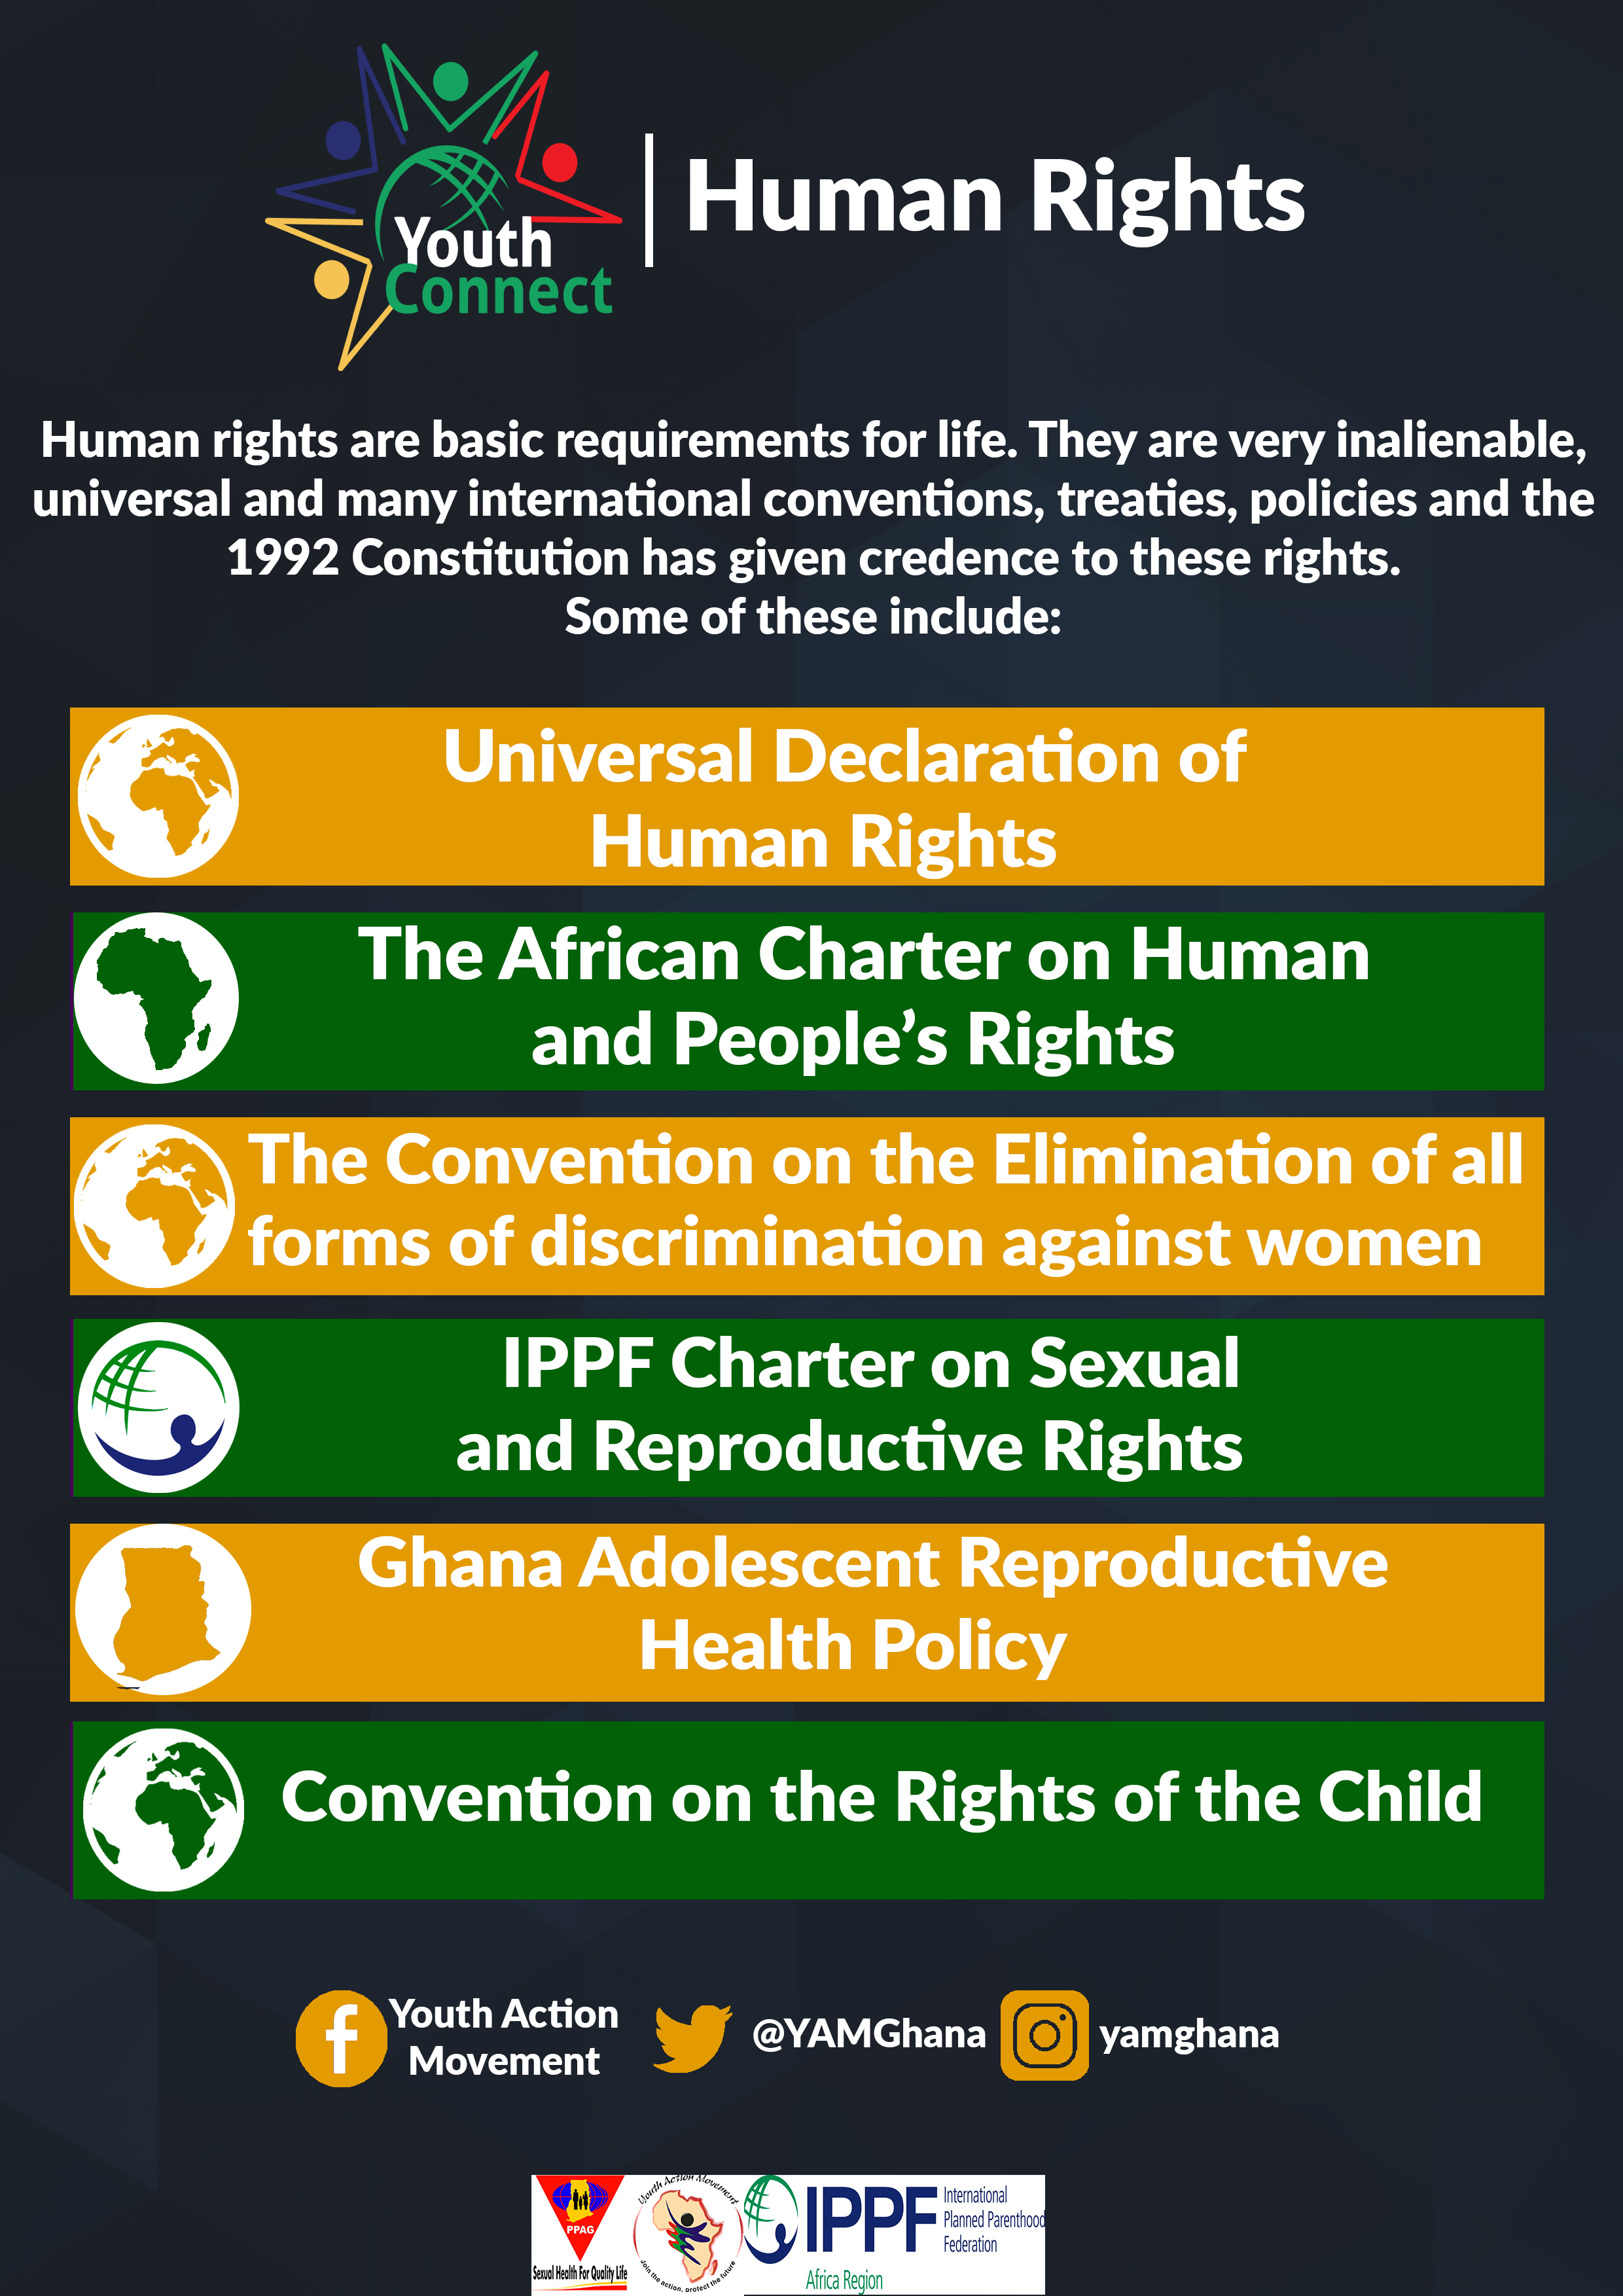 Youth
Connect
Human Rights
Human rights are basic requirements for life. They are very inalienable,
universal and many international conventions, treaties, policies and the
1992 Constitution has given credence to these rights.
Some of these include:
Universal Declaration of
Human Rights
The African Charter on Human
and People’s Rights
The Convention on the Elimination of all
forms of discrimination against women
IPPF Charter on Sexual
and Reproductive Rights
Ghana Adolescent Reproductive
Health Policy
Convention on the Rights of the Child
f
Youth Action
Movement
@YAMGhana
yamghana
PPAG
Sexual Health For Quality Life
Youth Action Movement
Join the action, protect the future
IPPF
International
Planned Parenthood
Federation
Africa Region